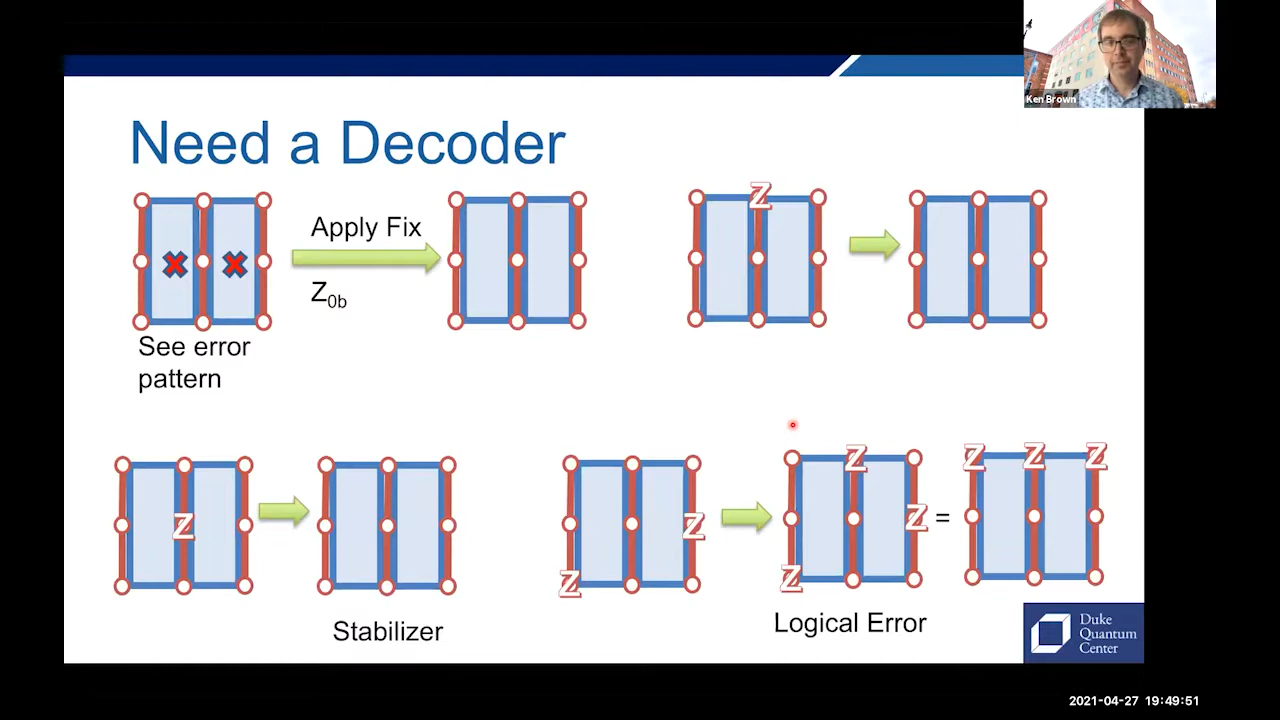 Ken Brown
Need a Decoder
Apply Fix
Z0b
See error
pattern
Z
Z
Stabilizer
Z
Z
Z
Z
Z
=
Z
Z
Z
Logical Error
Duke
Quantum
Center
2021-04-27 19:49:51